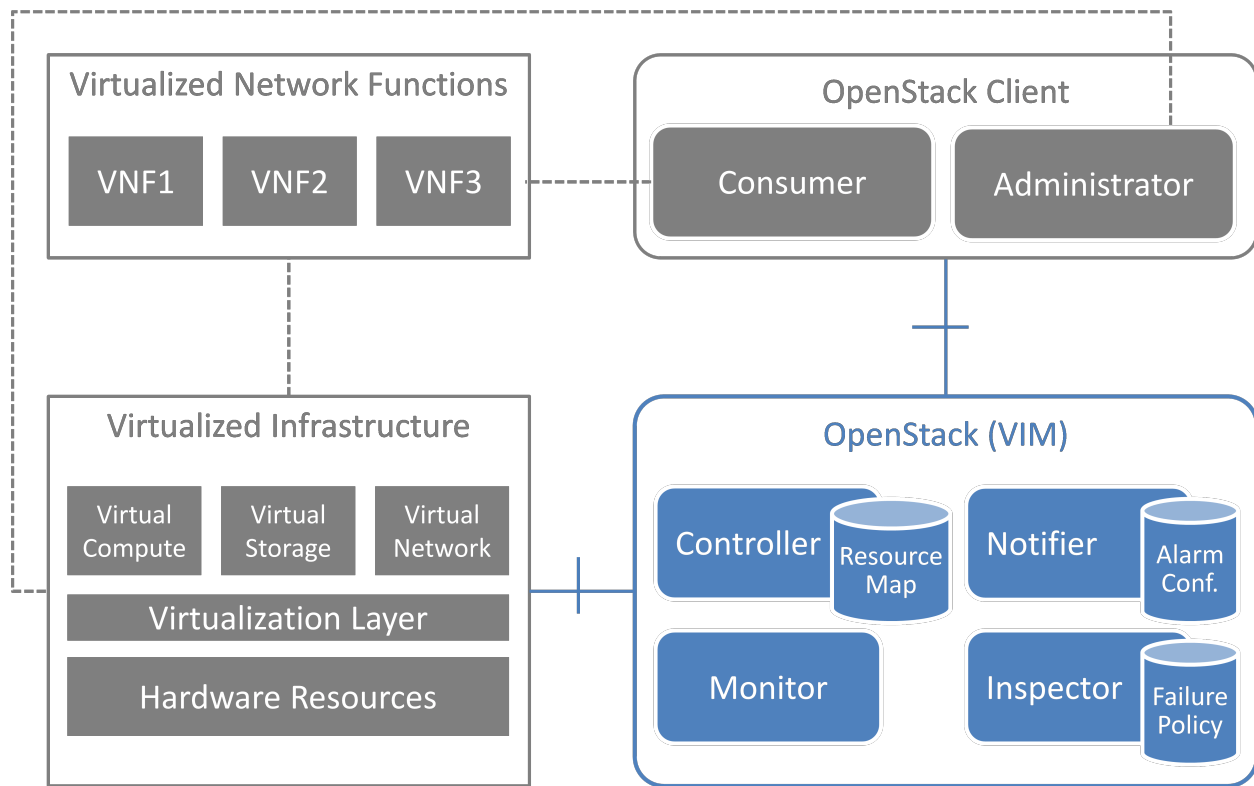 Virtualized Network Functions
VNF1
VNF2
VNF3
OpenStack Client
Consumer
Administrator
Virtualized Infrastructure
Virtual
Compute
Virtual
Storage
Virtual
Network
Virtualization Layer
Hardware Resources
OpenStack (VIM)
Controller
Resource
Map
Notifier
Alarm
Conf.
Monitor
Inspector
Failure
Policy